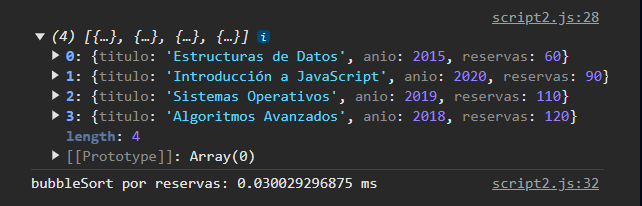 script2.js:28
(4) [{…}, {…}, {…}, {…}] i
0: {titulo: 'Estructuras de Datos', anio: 2015, reservas: 60}
1: {titulo: 'Introducción a JavaScript', anio: 2020, reservas: 90}
2: {titulo: 'Sistemas Operativos', anio: 2019, reservas: 110}
3: {titulo: 'Algoritmos Avanzados', anio: 2018, reservas: 120}
length: 4
[[Prototype]]: Array(0)
bubbleSort por reservas: 0.030029296875 ms script2.js:32